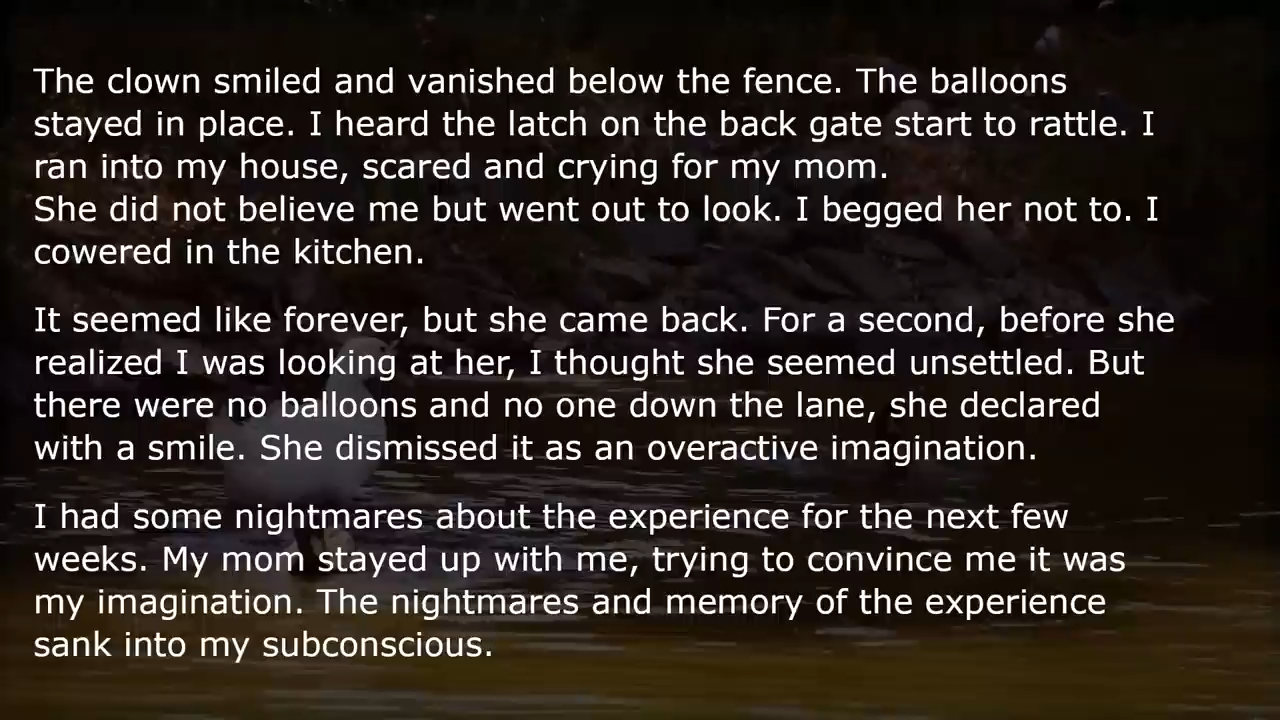 The clown smiled and vanished below the fence. The balloons
stayed in place. I heard the latch on the back gate start to rattle. I
ran into my house, scared and crying for my mom.
She did not believe me but went out to look. I begged her not to. I
cowered in the kitchen.
It seemed like forever, but she came back. For a second, before she
realized I was looking at her, I thought she seemed unsettled. But
there were no balloons and no one down the lane, she declared
with a smile. She dismissed it as an overactive imagination.
I had some nightmares about the experience for the next few
weeks. My mom stayed up with me, trying to convince me it was
my imagination. The nightmares and memory of the experience
sank into my subconscious.